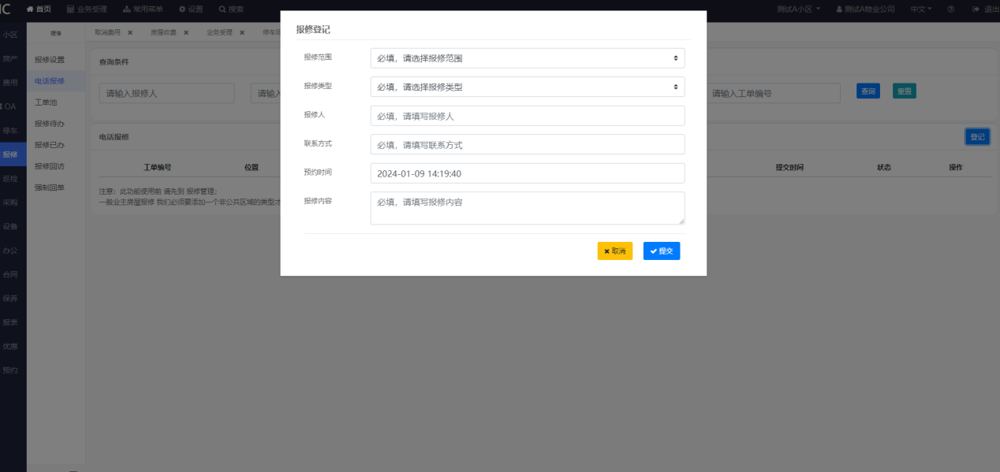 IC 首页 业务受理 常用菜单 设置 搜索 测试A小区 测试A物业公司 中文 退出
小区
房产
费用
OA
停车
报修
巡检
采购
设备
办公
合同
保养
报表
优惠
预约
报修
报修设置
电话报修
工单池
报修待办
报修已办
报修回访
强制回单
取消费用 × 房屋收费 × 业务受理 × 停车
查询条件
请输入报修人 请输入 请输入工单编号 查询 重置
电话报修 登记
工单编号 位置 提交时间 状态 操作
注意: 此功能使用前 请先到 报修管理;
一般业主房屋报修 我们必须要添加一个非公共区域的类型才
报修登记
报修范围 必填，请选择报修范围
报修类型 必填，请选择报修类型
报修人 必填，请填写报修人
联系方式 必填，请填写联系方式
预约时间 2024-01-09 14:19:40
报修内容 必填，请填写报修内容
× 取消 ✔ 提交